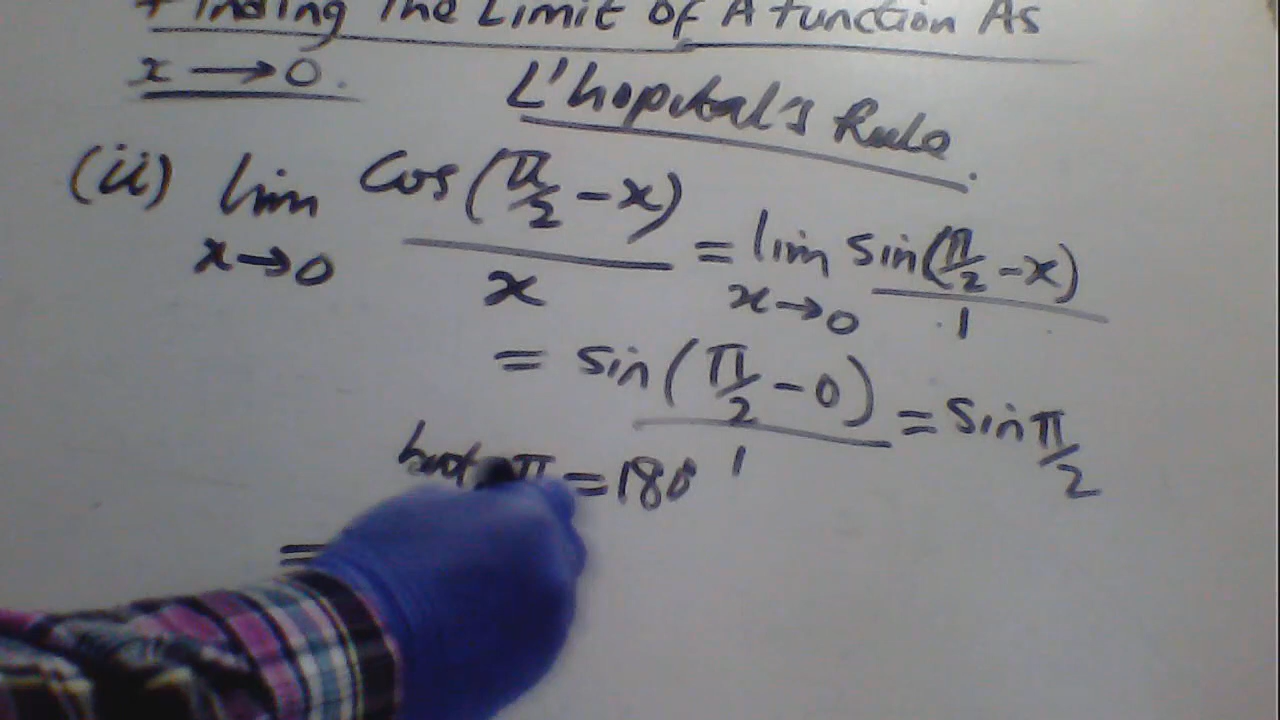 Finding The Limit Of A function As
x → 0.
L'hopital's Rule.
(ii) lim x→0 cos(π/2 − x) / x = lim x→0 sin(π/2 − x) / 1
= sin(π/2 − 0) / 1 = sin π/2
but π = 180
=